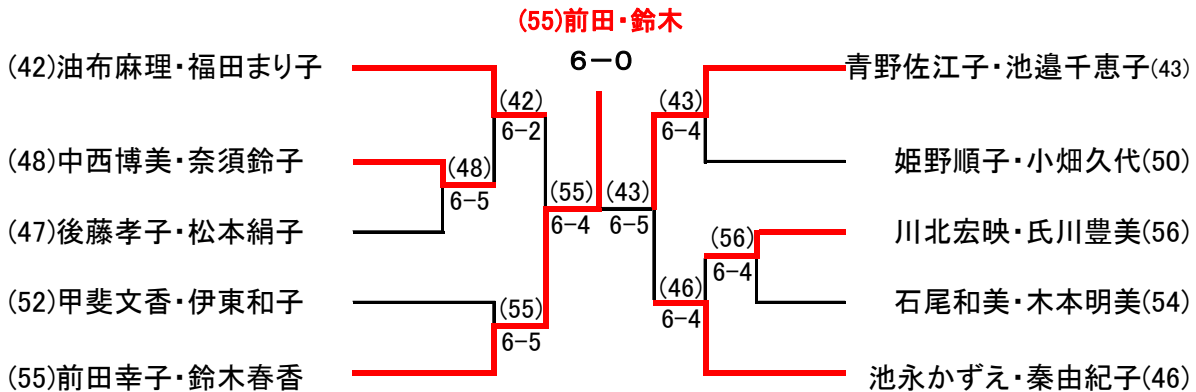 (55)前田・鈴木
6-0
(42)油布麻理・福田まり子
青野佐江子・池邉千恵子(43)
(42)
6-2
(43)
6-4
(48)中西博美・奈須鈴子
姫野順子・小畑久代(50)
(48)
6-5
(55)
6-4
(43)
6-5
(47)後藤孝子・松本絹子
川北宏映・氏川豊美(56)
(56)
6-4
(52)甲斐文香・伊東和子
石尾和美・木本明美(54)
(55)
6-5
(46)
6-4
(55)前田幸子・鈴木春香
池永かずえ・秦由紀子(46)